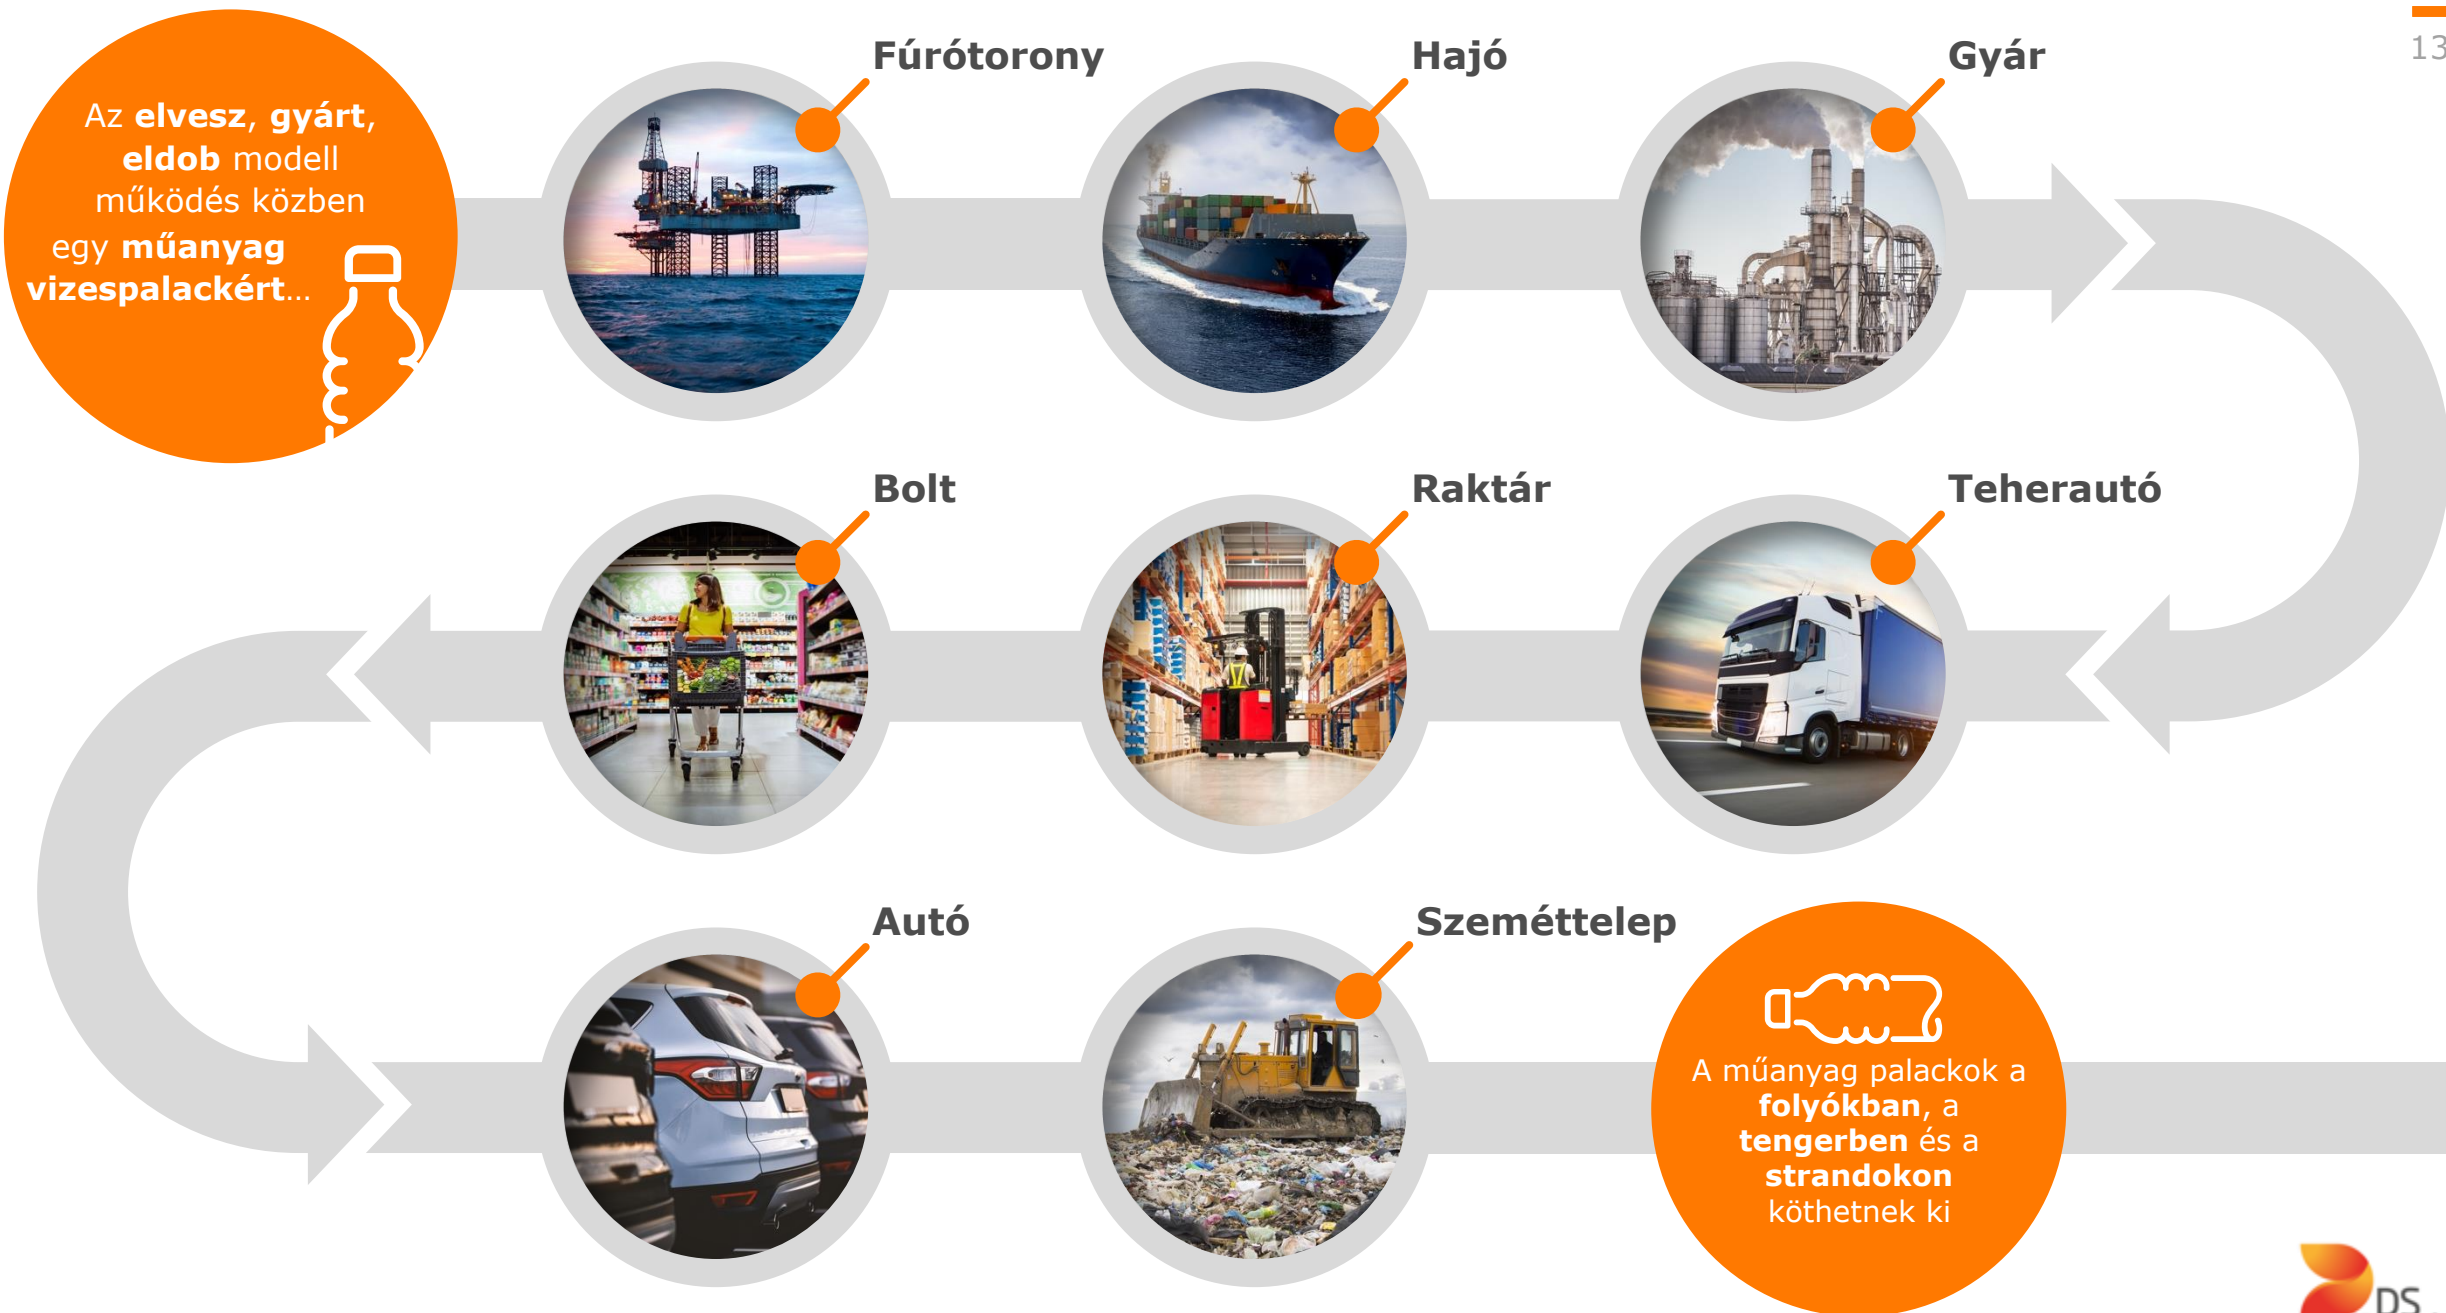 13
Az elvesz, gyárt,
eldob modell
működés közben
egy műanyag
vizespalackért...
Fúrótorony
Hajó
Gyár
Bolt
Raktár
Teherautó
Autó
Szeméttelep
A műanyag palackok a
folyókban, a
tengerben és a
strandokon
köthetnek ki
DS